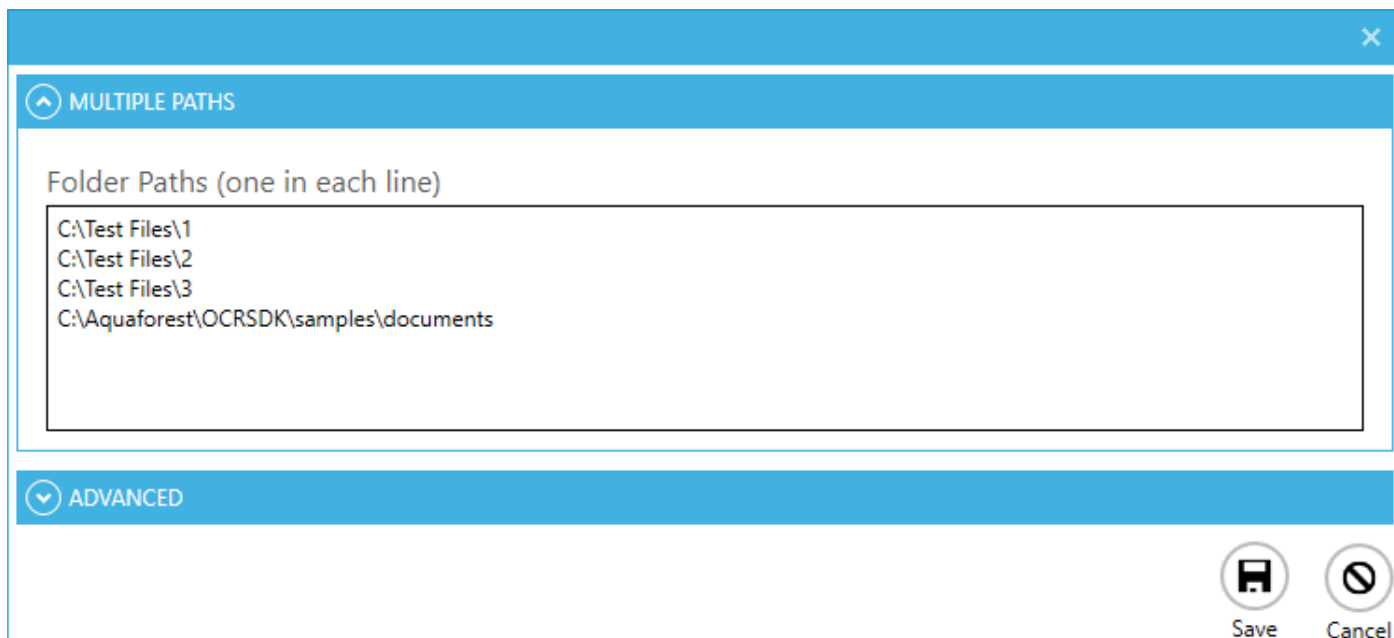 MULTIPLE PATHS
Folder Paths (one in each line)
C:\Test Files\1
C:\Test Files\2
C:\Test Files\3
C:\Aquaforest\OCRSDK\samples\documents
ADVANCED
Save Cancel